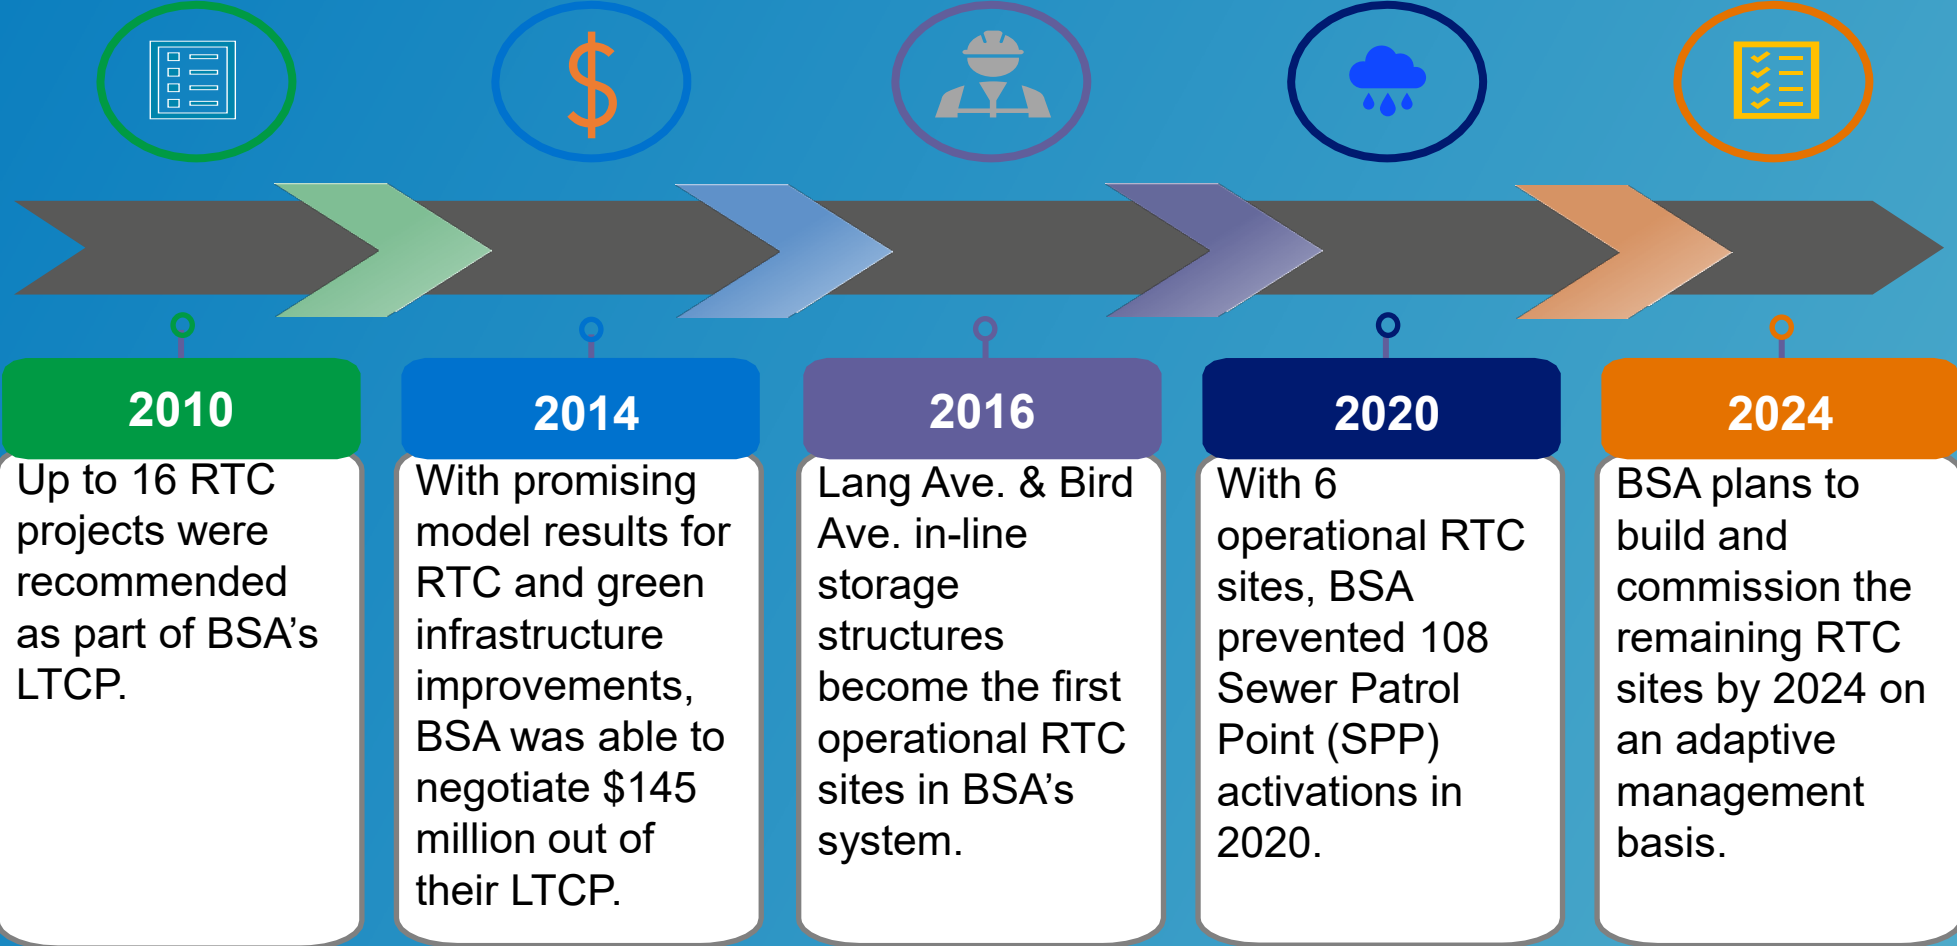 2010
Up to 16 RTC
projects were
recommended
as part of BSA’s
LTCP.
2014
With promising
model results for
RTC and green
infrastructure
improvements,
BSA was able to
negotiate $145
million out of
their LTCP.
2016
Lang Ave. & Bird
Ave. in-line
storage
structures
become the first
operational RTC
sites in BSA’s
system.
2020
With 6
operational RTC
sites, BSA
prevented 108
Sewer Patrol
Point (SPP)
activations in
2020.
2024
BSA plans to
build and
commission the
remaining RTC
sites by 2024 on
an adaptive
management
basis.